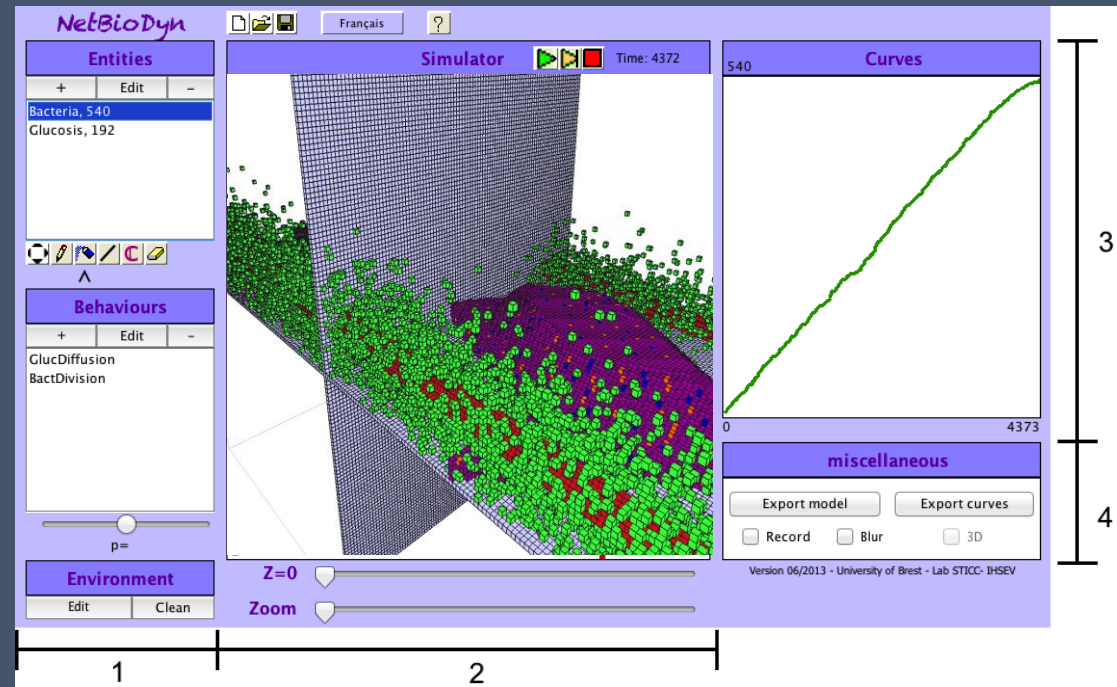 NetBioDyn
Français
?
Entities
+ Edit -
Bacteria, 540
Glucosis, 192
^
Behaviours
+ Edit -
GlucDiffusion
BactDivision
p=
Environment
Edit Clean
Simulator Time: 4372
Z=0
Zoom
Curves
540
0 4373
miscellaneous
Export model Export curves
Record Blur 3D
Version 06/2013 - University of Brest - Lab STICC- IHSEV
1
2
3
4